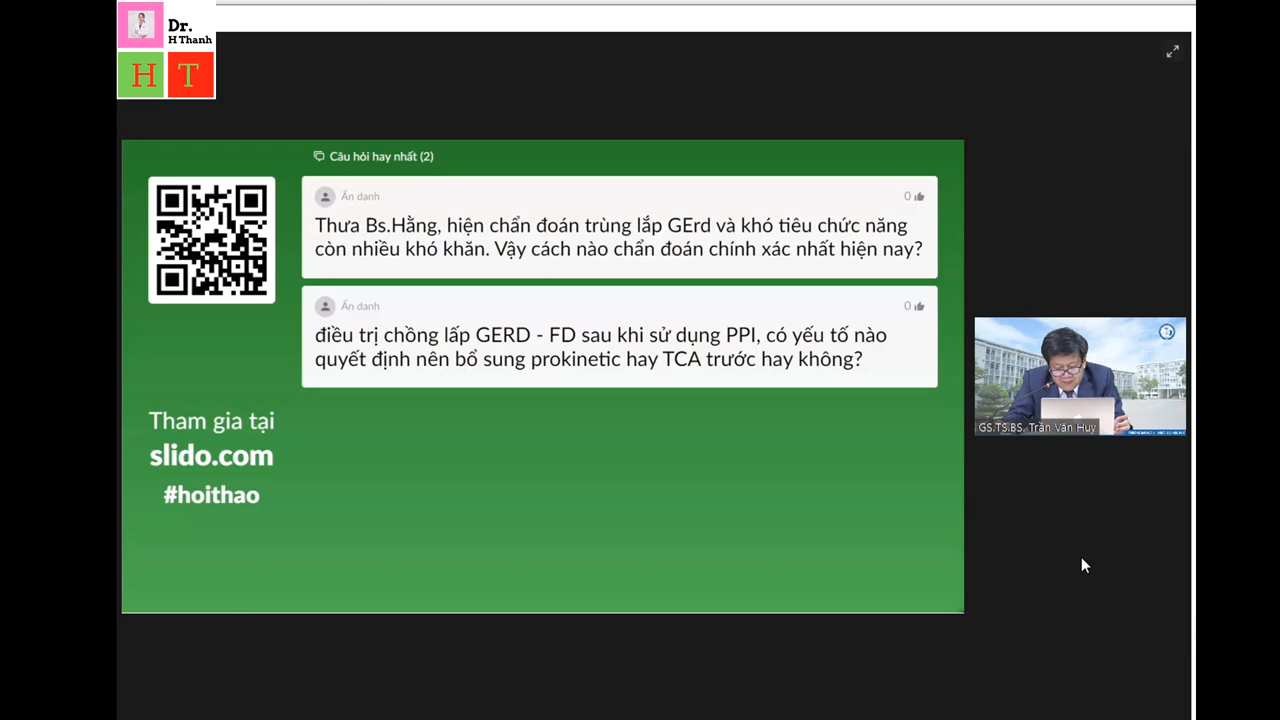 Dr.
H Thanh
H T
Câu hỏi hay nhất (2)
Ẩn danh
0
Thưa Bs.Hằng, hiện chẩn đoán trùng lắp GErd và khó tiêu chức năng
còn nhiều khó khăn. Vậy cách nào chẩn đoán chính xác nhất hiện nay?
Ẩn danh
0
điều trị chồng lấp GERD - FD sau khi sử dụng PPI, có yếu tố nào
quyết định nên bổ sung prokinetic hay TCA trước hay không?
Tham gia tại
slido.com
#hoithao
GS.TS.BS. Trần Văn Huy